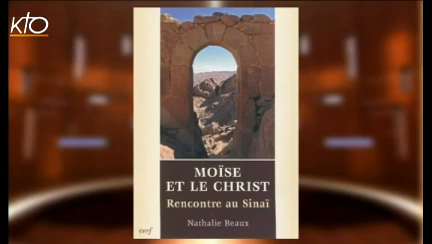 KTO
MOÏSE
ET LE CHRIST
Rencontre au Sinaï
Nathalie Beaux
cerf